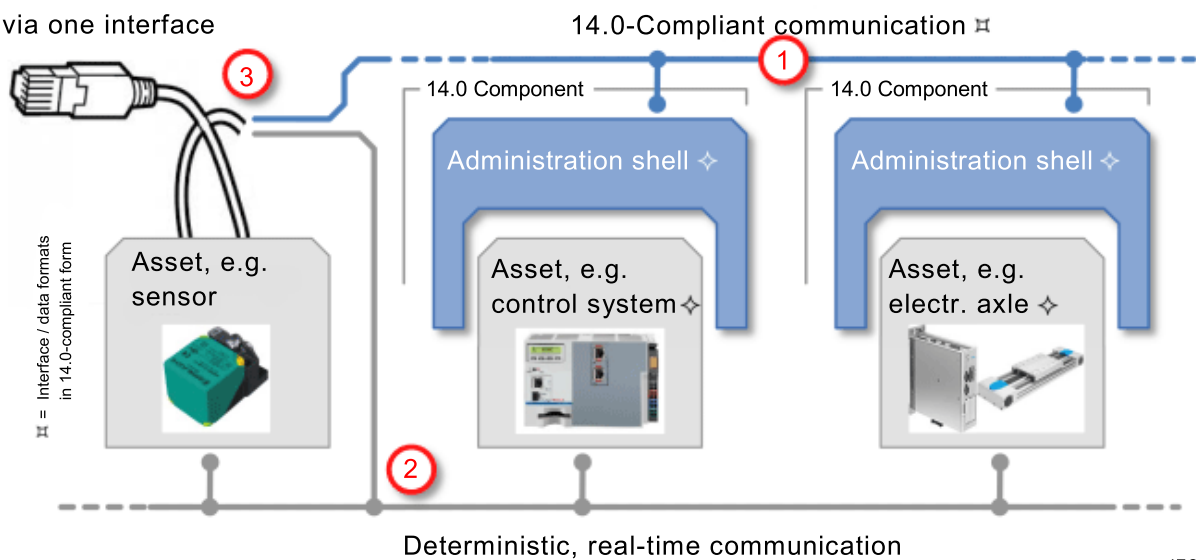 via one interface
14.0-Compliant communication ¤
3
1
14.0 Component
14.0 Component
Administration shell ✧
Administration shell ✧
Asset, e.g.
sensor
Asset, e.g.
control system ✧
Asset, e.g.
electr. axle ✧
¤ = Interface / data formats
in 14.0-compliant form
2
Deterministic, real-time communication